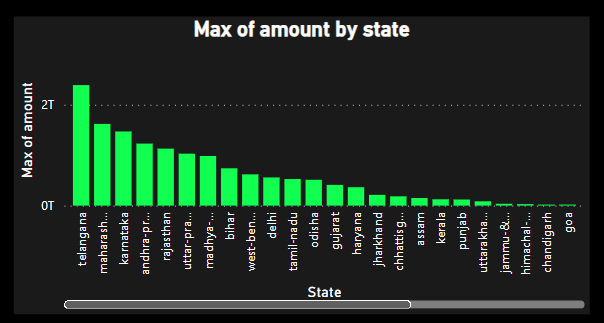 Max of amount by state
Max of amount
2T
0T
telangana
maharash...
karnataka
andhra-pr...
rajasthan
uttar-pra...
madhya-...
bihar
west-ben...
delhi
tamil-nadu
odisha
gujarat
haryana
jharkhand
chhattisg...
assam
kerala
punjab
uttarakha...
jammu-&...
himachal-...
chandigarh
goa
State